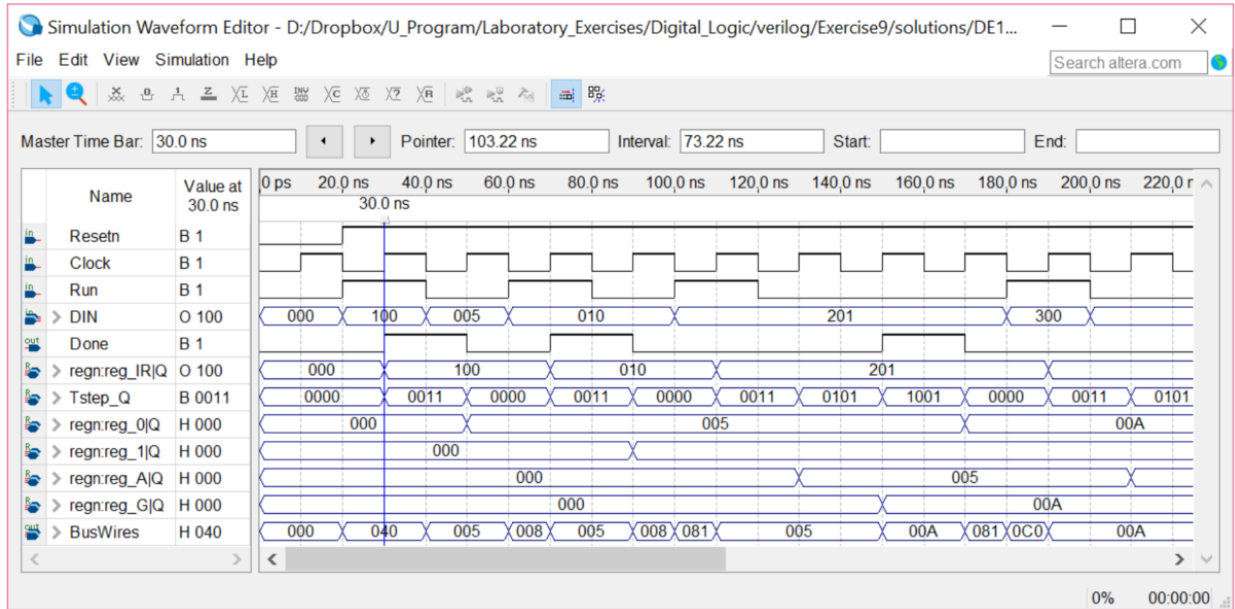 Simulation Waveform Editor - D:/Dropbox/U_Program/Laboratory_Exercises/Digital_Logic/verilog/Exercise9/solutions/DE1...
File Edit View Simulation Help
Search altera.com
Master Time Bar: 30.0 ns Pointer: 103.22 ns Interval: 73.22 ns Start: End:
Name Value at 30.0 ns
0 ps 20.0 ns 40.0 ns 60.0 ns 80.0 ns 100.0 ns 120.0 ns 140.0 ns 160.0 ns 180.0 ns 200.0 ns 220.0 n
30.0 ns
Resetn B 1
Clock B 1
Run B 1
DIN O 100 000 100 005 010 201 300
Done B 1
regn:reg_IR|Q O 100 000 100 010 201
Tstep_Q B 0011 0000 0011 0000 0011 0000 0011 0101 1001 0000 0011 0101
regn:reg_0|Q H 000 000 005 00A
regn:reg_1|Q H 000 000
regn:reg_A|Q H 000 000 005
regn:reg_G|Q H 000 000 00A
BusWires H 040 000 040 005 008 005 008 081 005 00A 081 0C0 00A
0% 00:00:00